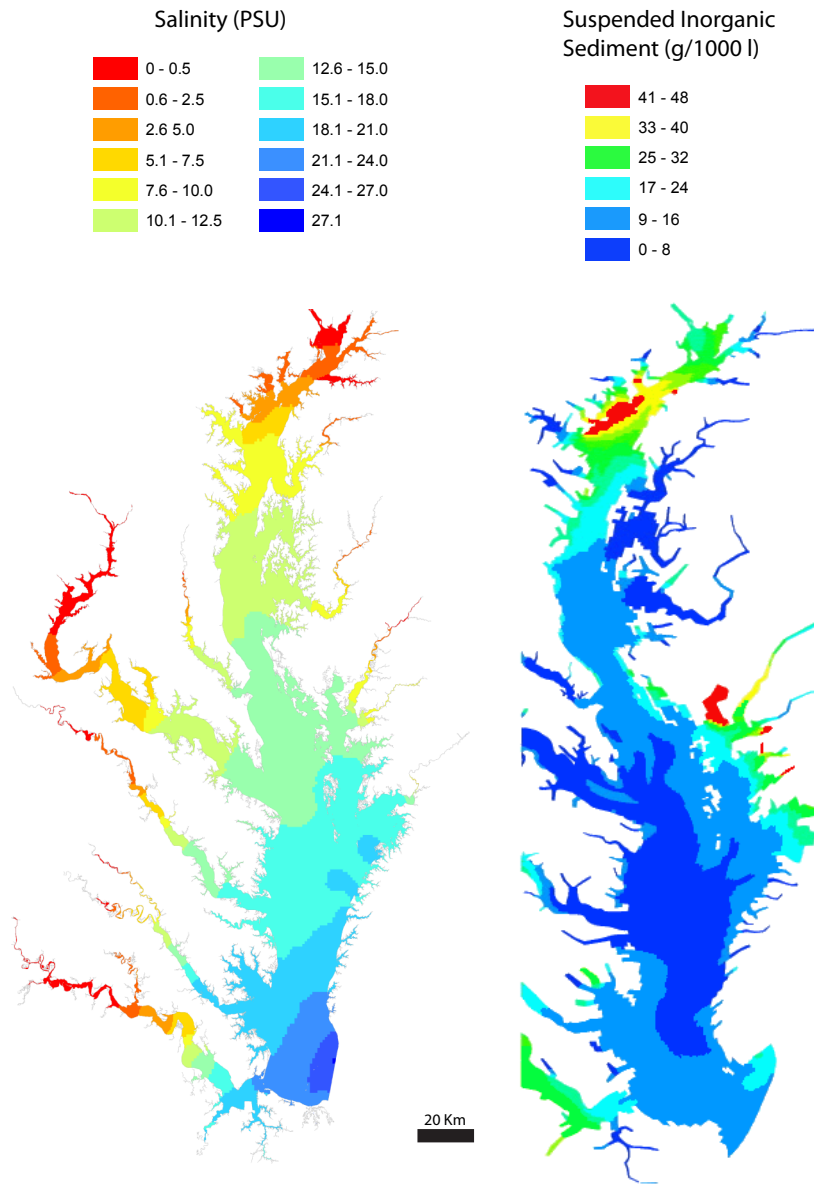 Salinity (PSU)
0 - 0.5
0.6 - 2.5
2.6 5.0
5.1 - 7.5
7.6 - 10.0
10.1 - 12.5
12.6 - 15.0
15.1 - 18.0
18.1 - 21.0
21.1 - 24.0
24.1 - 27.0
27.1
Suspended Inorganic
Sediment (g/1000 l)
41 - 48
33 - 40
25 - 32
17 - 24
9 - 16
0 - 8
20 Km